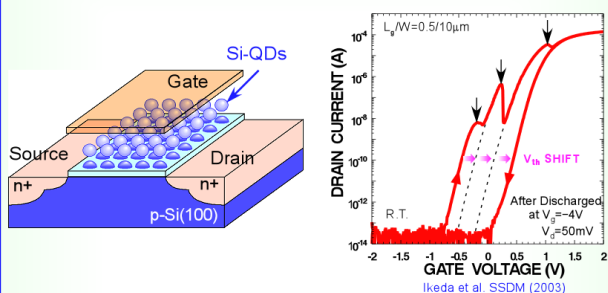 Si-QDs
Gate
Source
Drain
n+
n+
p-Si(100)
DRAIN CURRENT (A)
10-4
10-6
10-8
10-10
10-12
10-14
Lg/W=0.5/10μm
Vth SHIFT
R.T.
After Discharged
at Vg=−4V
Vd=50mV
-2 -1.5 -1 -0.5 0 0.5 1 1.5 2
GATE VOLTAGE (V)
Ikeda et al. SSDM (2003)